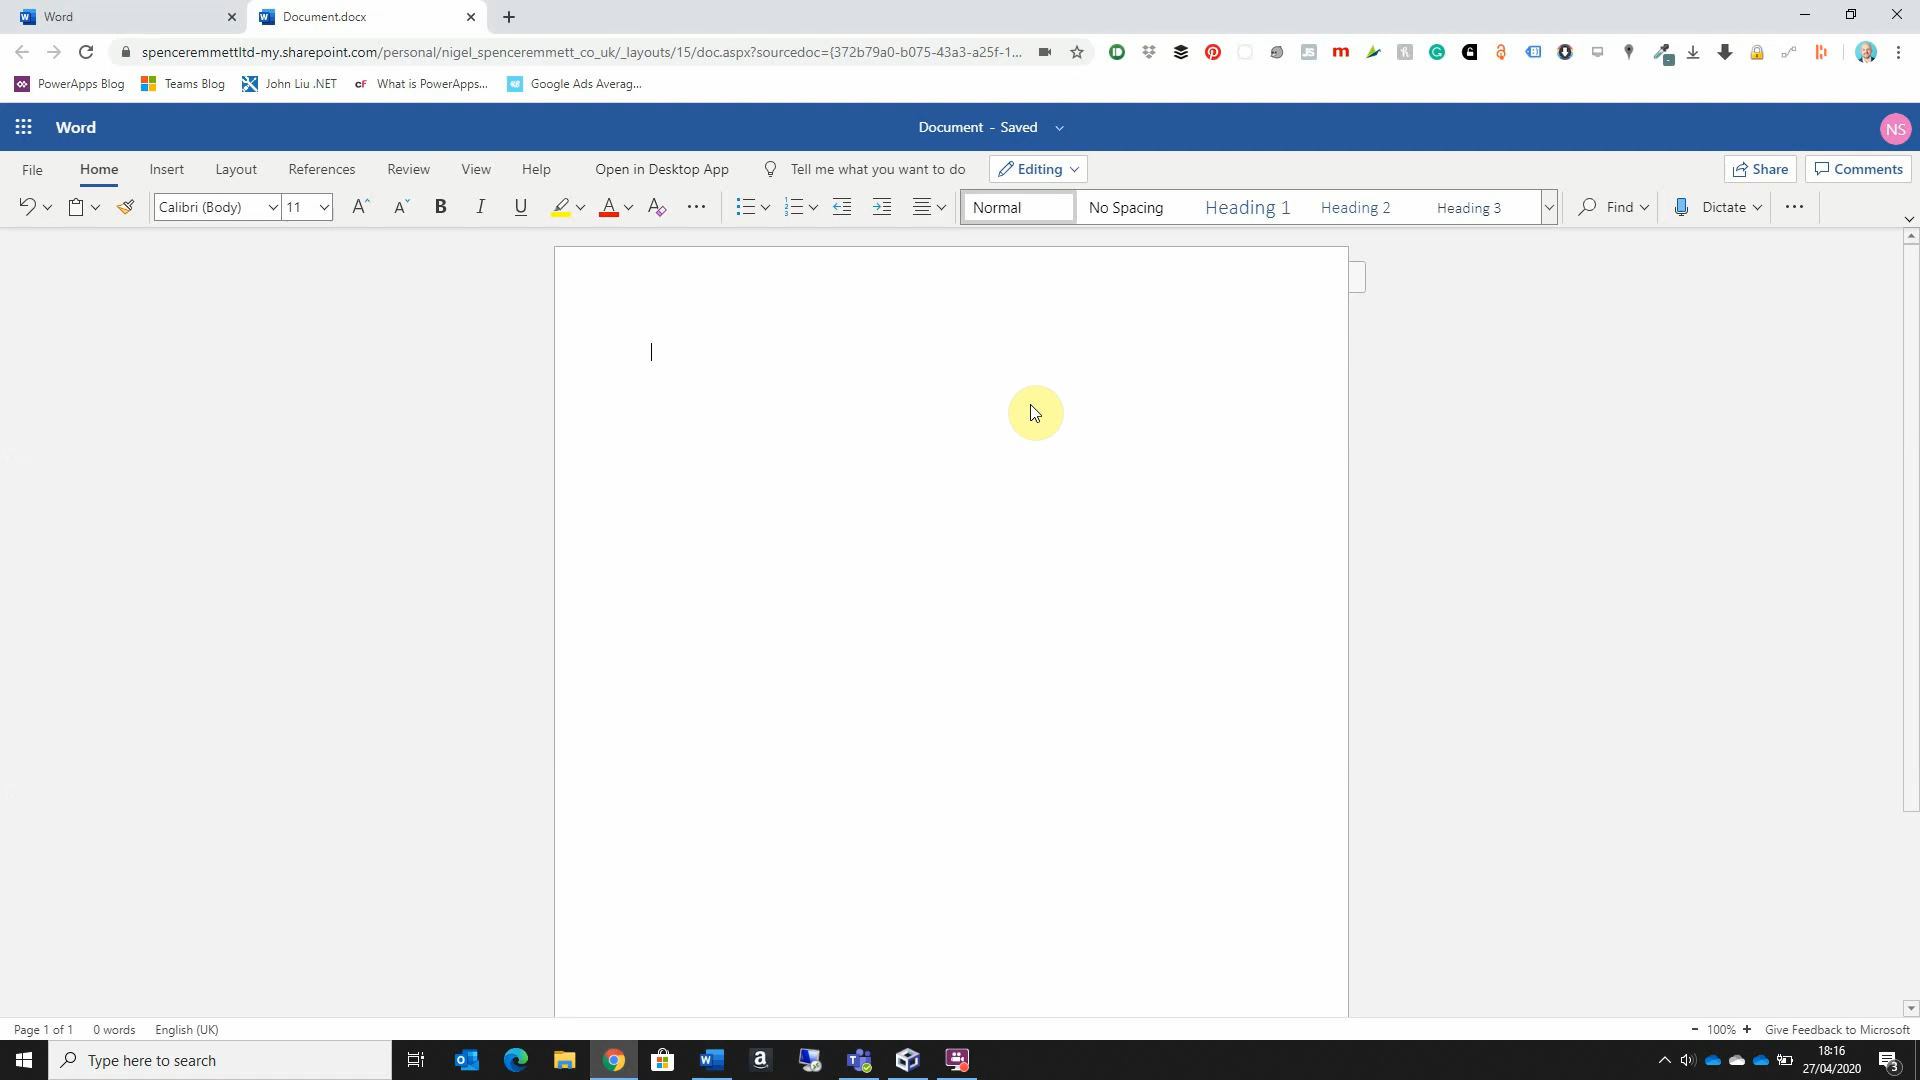 Word
Document.docx
spenceremmettltd-my.sharepoint.com/personal/nigel_spenceremmett_co_uk/_layouts/15/doc.aspx?sourcedoc={372b79a0-b075-43a3-a25f-1...
PowerApps Blog Teams Blog John Liu .NET cf What is PowerApps... Google Ads Averag...
Word Document - Saved NS
File Home Insert Layout References Review View Help Open in Desktop App Tell me what you want to do Editing Share Comments
Calibri (Body) 11 A A B I U A A Normal No Spacing Heading 1 Heading 2 Heading 3 Find Dictate
Page 1 of 1 0 words English (UK) - 100% + Give Feedback to Microsoft
Type here to search 18:16
27/04/2020 3